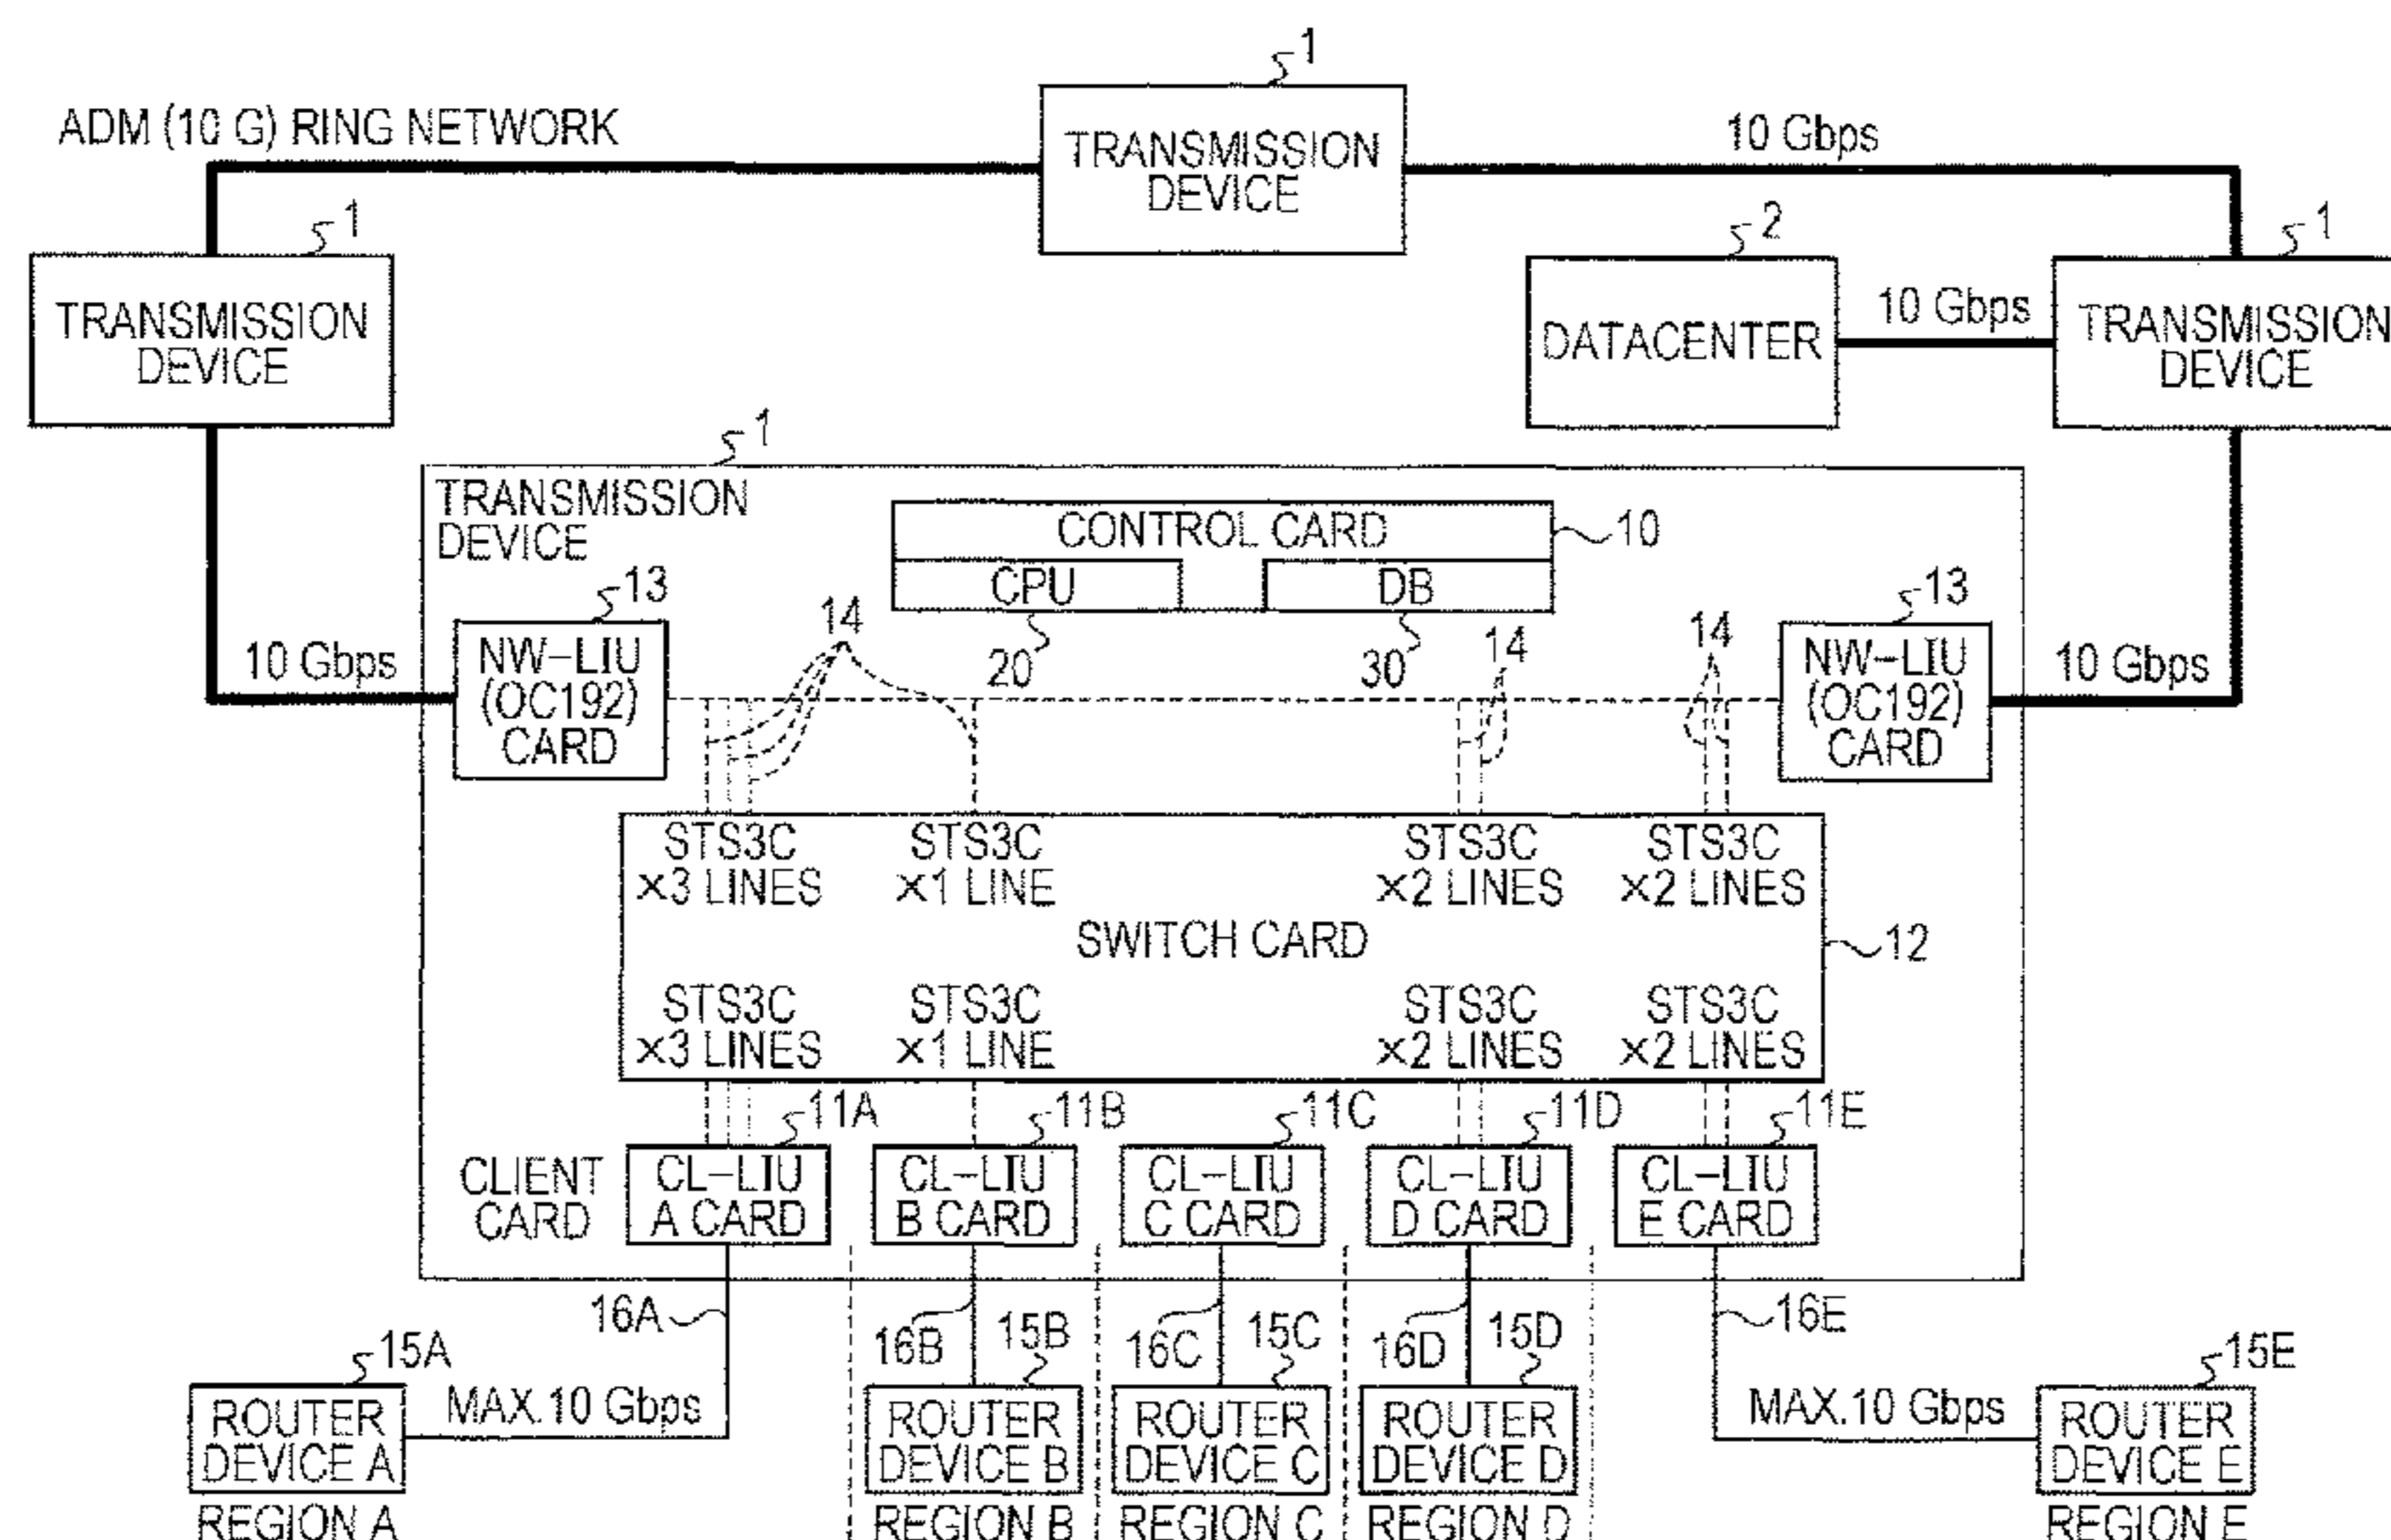 1
ADM (10 G) RING NETWORK
TRANSMISSION
DEVICE
10 Gbps
1
TRANSMISSION
DEVICE
2
DATACENTER
10 Gbps
1
TRANSMISSION
DEVICE
1
TRANSMISSION
DEVICE
CONTROL CARD
10
CPU
DB
20
30
13
NW-LIU
(OC192)
CARD
10 Gbps
14
14
14
13
NW-LIU
(OC192)
CARD
10 Gbps
STS3C
×3 LINES
STS3C
×1 LINE
STS3C
×2 LINES
STS3C
×2 LINES
SWITCH CARD
12
STS3C
×3 LINES
STS3C
×1 LINE
STS3C
×2 LINES
STS3C
×2 LINES
11A
11B
11C
11D
11E
CLIENT
CARD
CL-LIU
A CARD
CL-LIU
B CARD
CL-LIU
C CARD
CL-LIU
D CARD
CL-LIU
E CARD
16A
16B
16C
16D
16E
15A
15B
15C
15D
15E
MAX.10 Gbps
MAX.10 Gbps
ROUTER
DEVICE A
ROUTER
DEVICE B
ROUTER
DEVICE C
ROUTER
DEVICE D
ROUTER
DEVICE E
REGION A
REGION B
REGION C
REGION D
REGION E